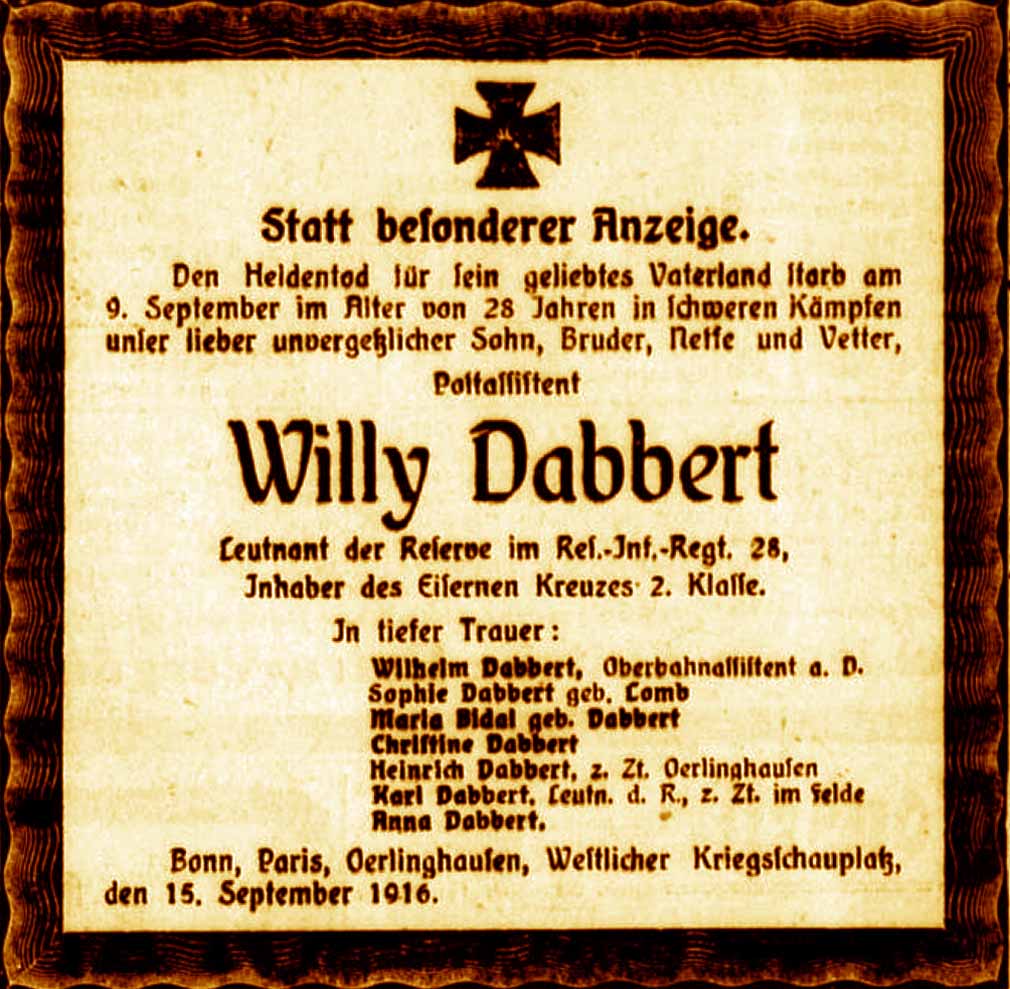 Statt beſonderer Anzeige.
Den Heldentod für ſein geliebtes Vaterland ſtarb am
9. September im Alter von 28 Jahren in ſchweren Kämpfen
unſer lieber unvergeßlicher Sohn, Bruder, Neffe und Vetter,
Poſtaſſiſtent
Willy Dabbert
Leutnant der Reſerve im Reſ.-Inf.-Regt. 28,
Inhaber des Eiſernen Kreuzes 2. Klaſſe.
In tiefer Trauer:
Wilhelm Dabbert, Oberbahnaſſiſtent a. D.
Sophie Dabbert geb. Comb
Maria Bidal geb. Dabbert
Chriſtine Dabbert
Heinrich Dabbert, z. Zt. Oerlinghauſen
Karl Dabbert, Leutn. d. R., z. Zt. im Felde
Anna Dabbert.
Bonn, Paris, Oerlinghauſen, Weſtlicher Kriegsſchauplatz,
den 15. September 1916.